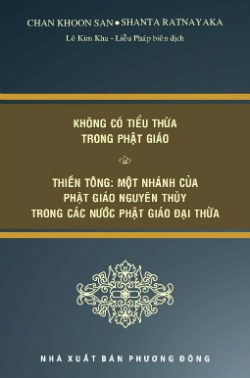 CHAN KHOON SAN • SHANTA RATNAYAKA
Lê Kim Kha - Liễu Pháp biên dịch
KHÔNG CÓ TIỂU THỪA
TRONG PHẬT GIÁO
THIỀN TÔNG: MỘT NHÁNH CỦA
PHẬT GIÁO NGUYÊN THỦY
TRONG CÁC NƯỚC PHẬT GIÁO ĐẠI THỪA
NHÀ XUẤT BẢN PHƯƠNG ĐÔNG